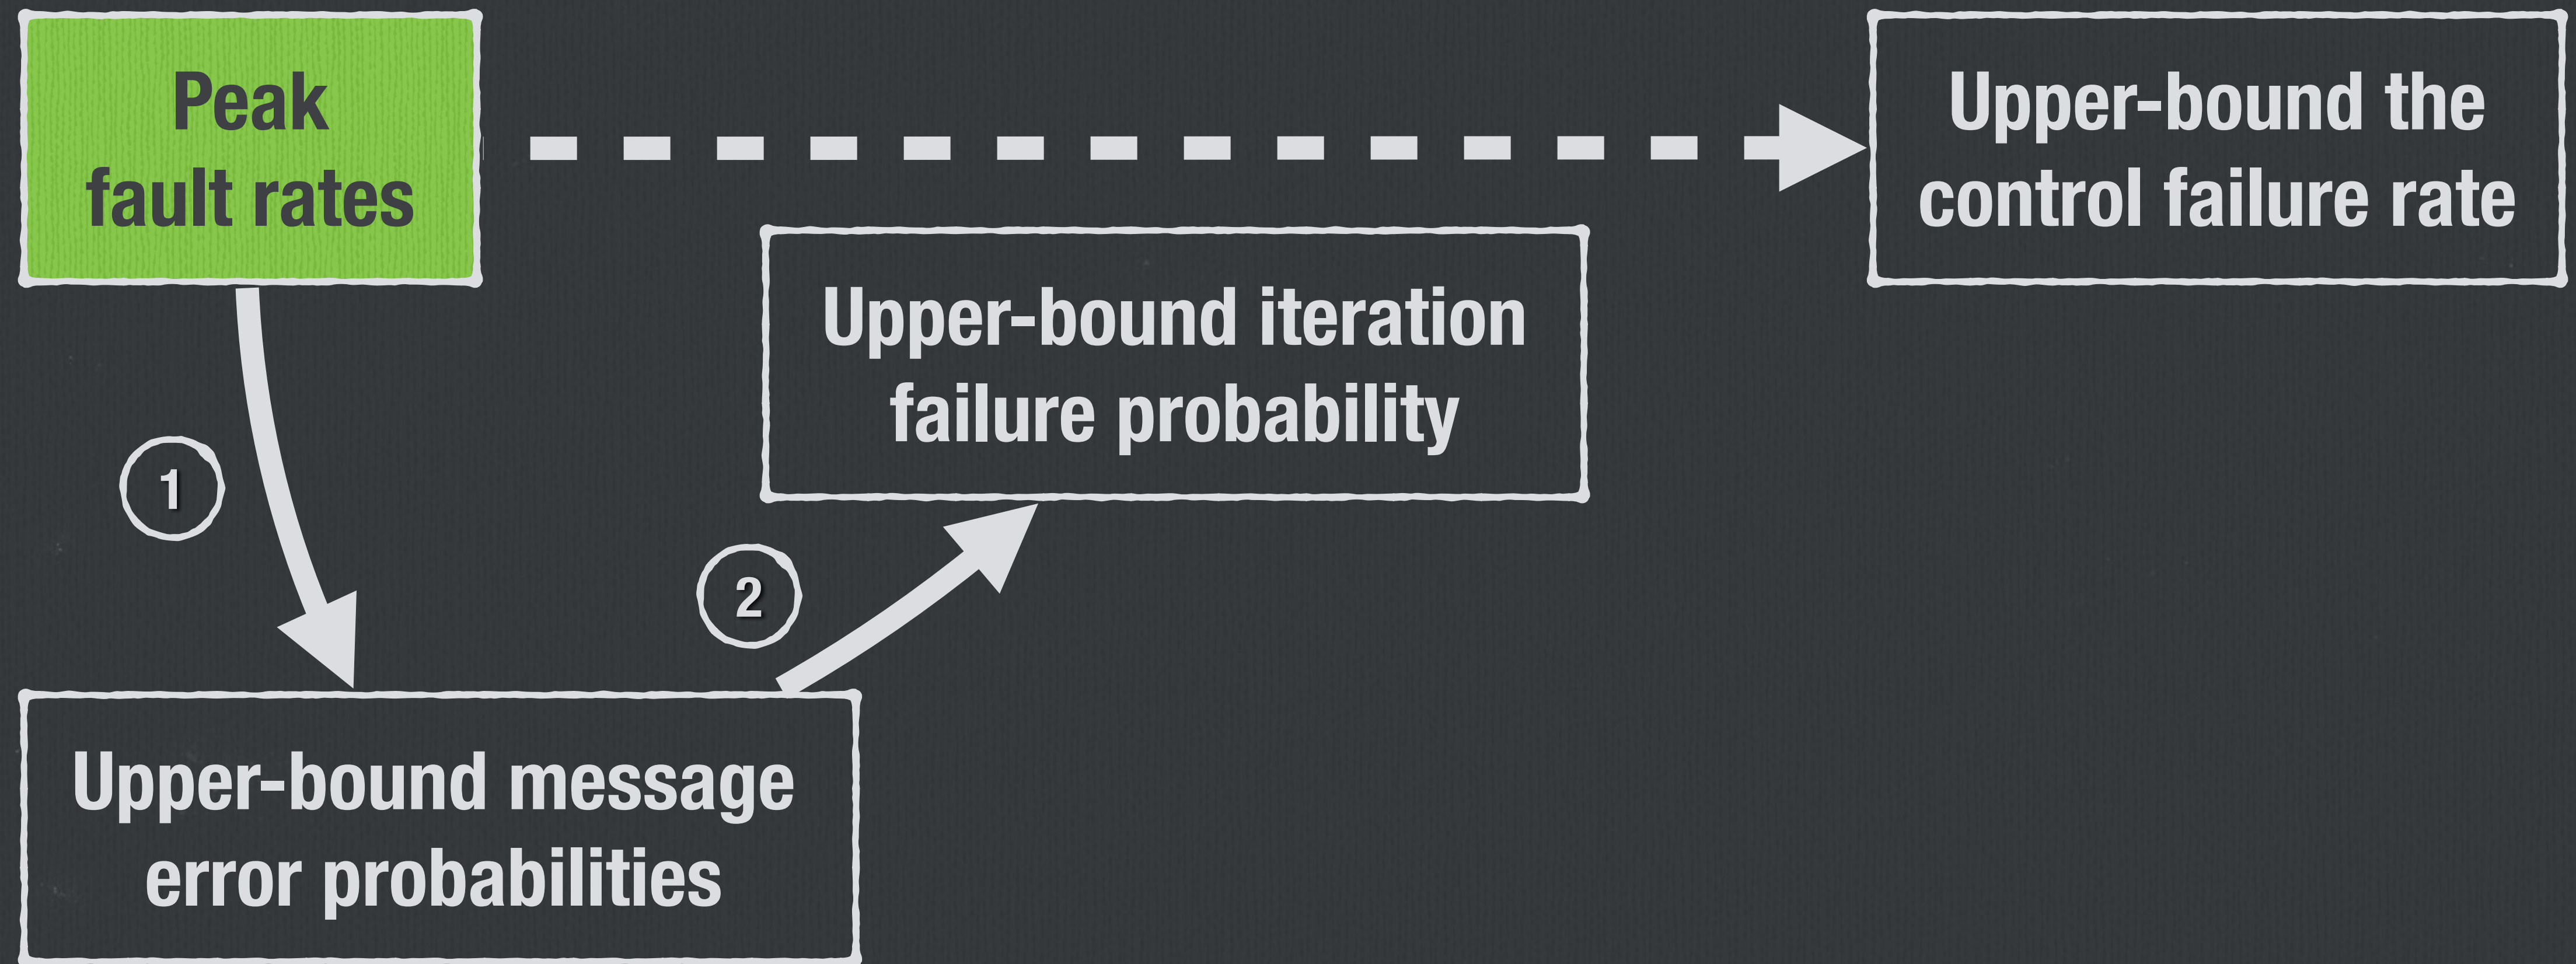 Peak
fault rates
Upper-bound the
control failure rate
Upper-bound iteration
failure probability
1
2
Upper-bound message
error probabilities